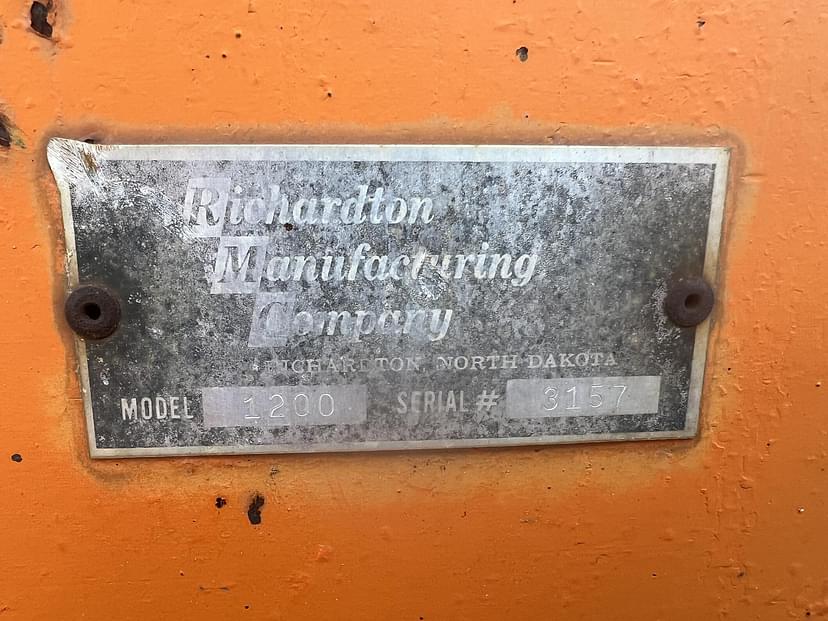 Richardton
Manufacturing
Company
RICHARDTON, NORTH DAKOTA
MODEL 1200 SERIAL # 3157